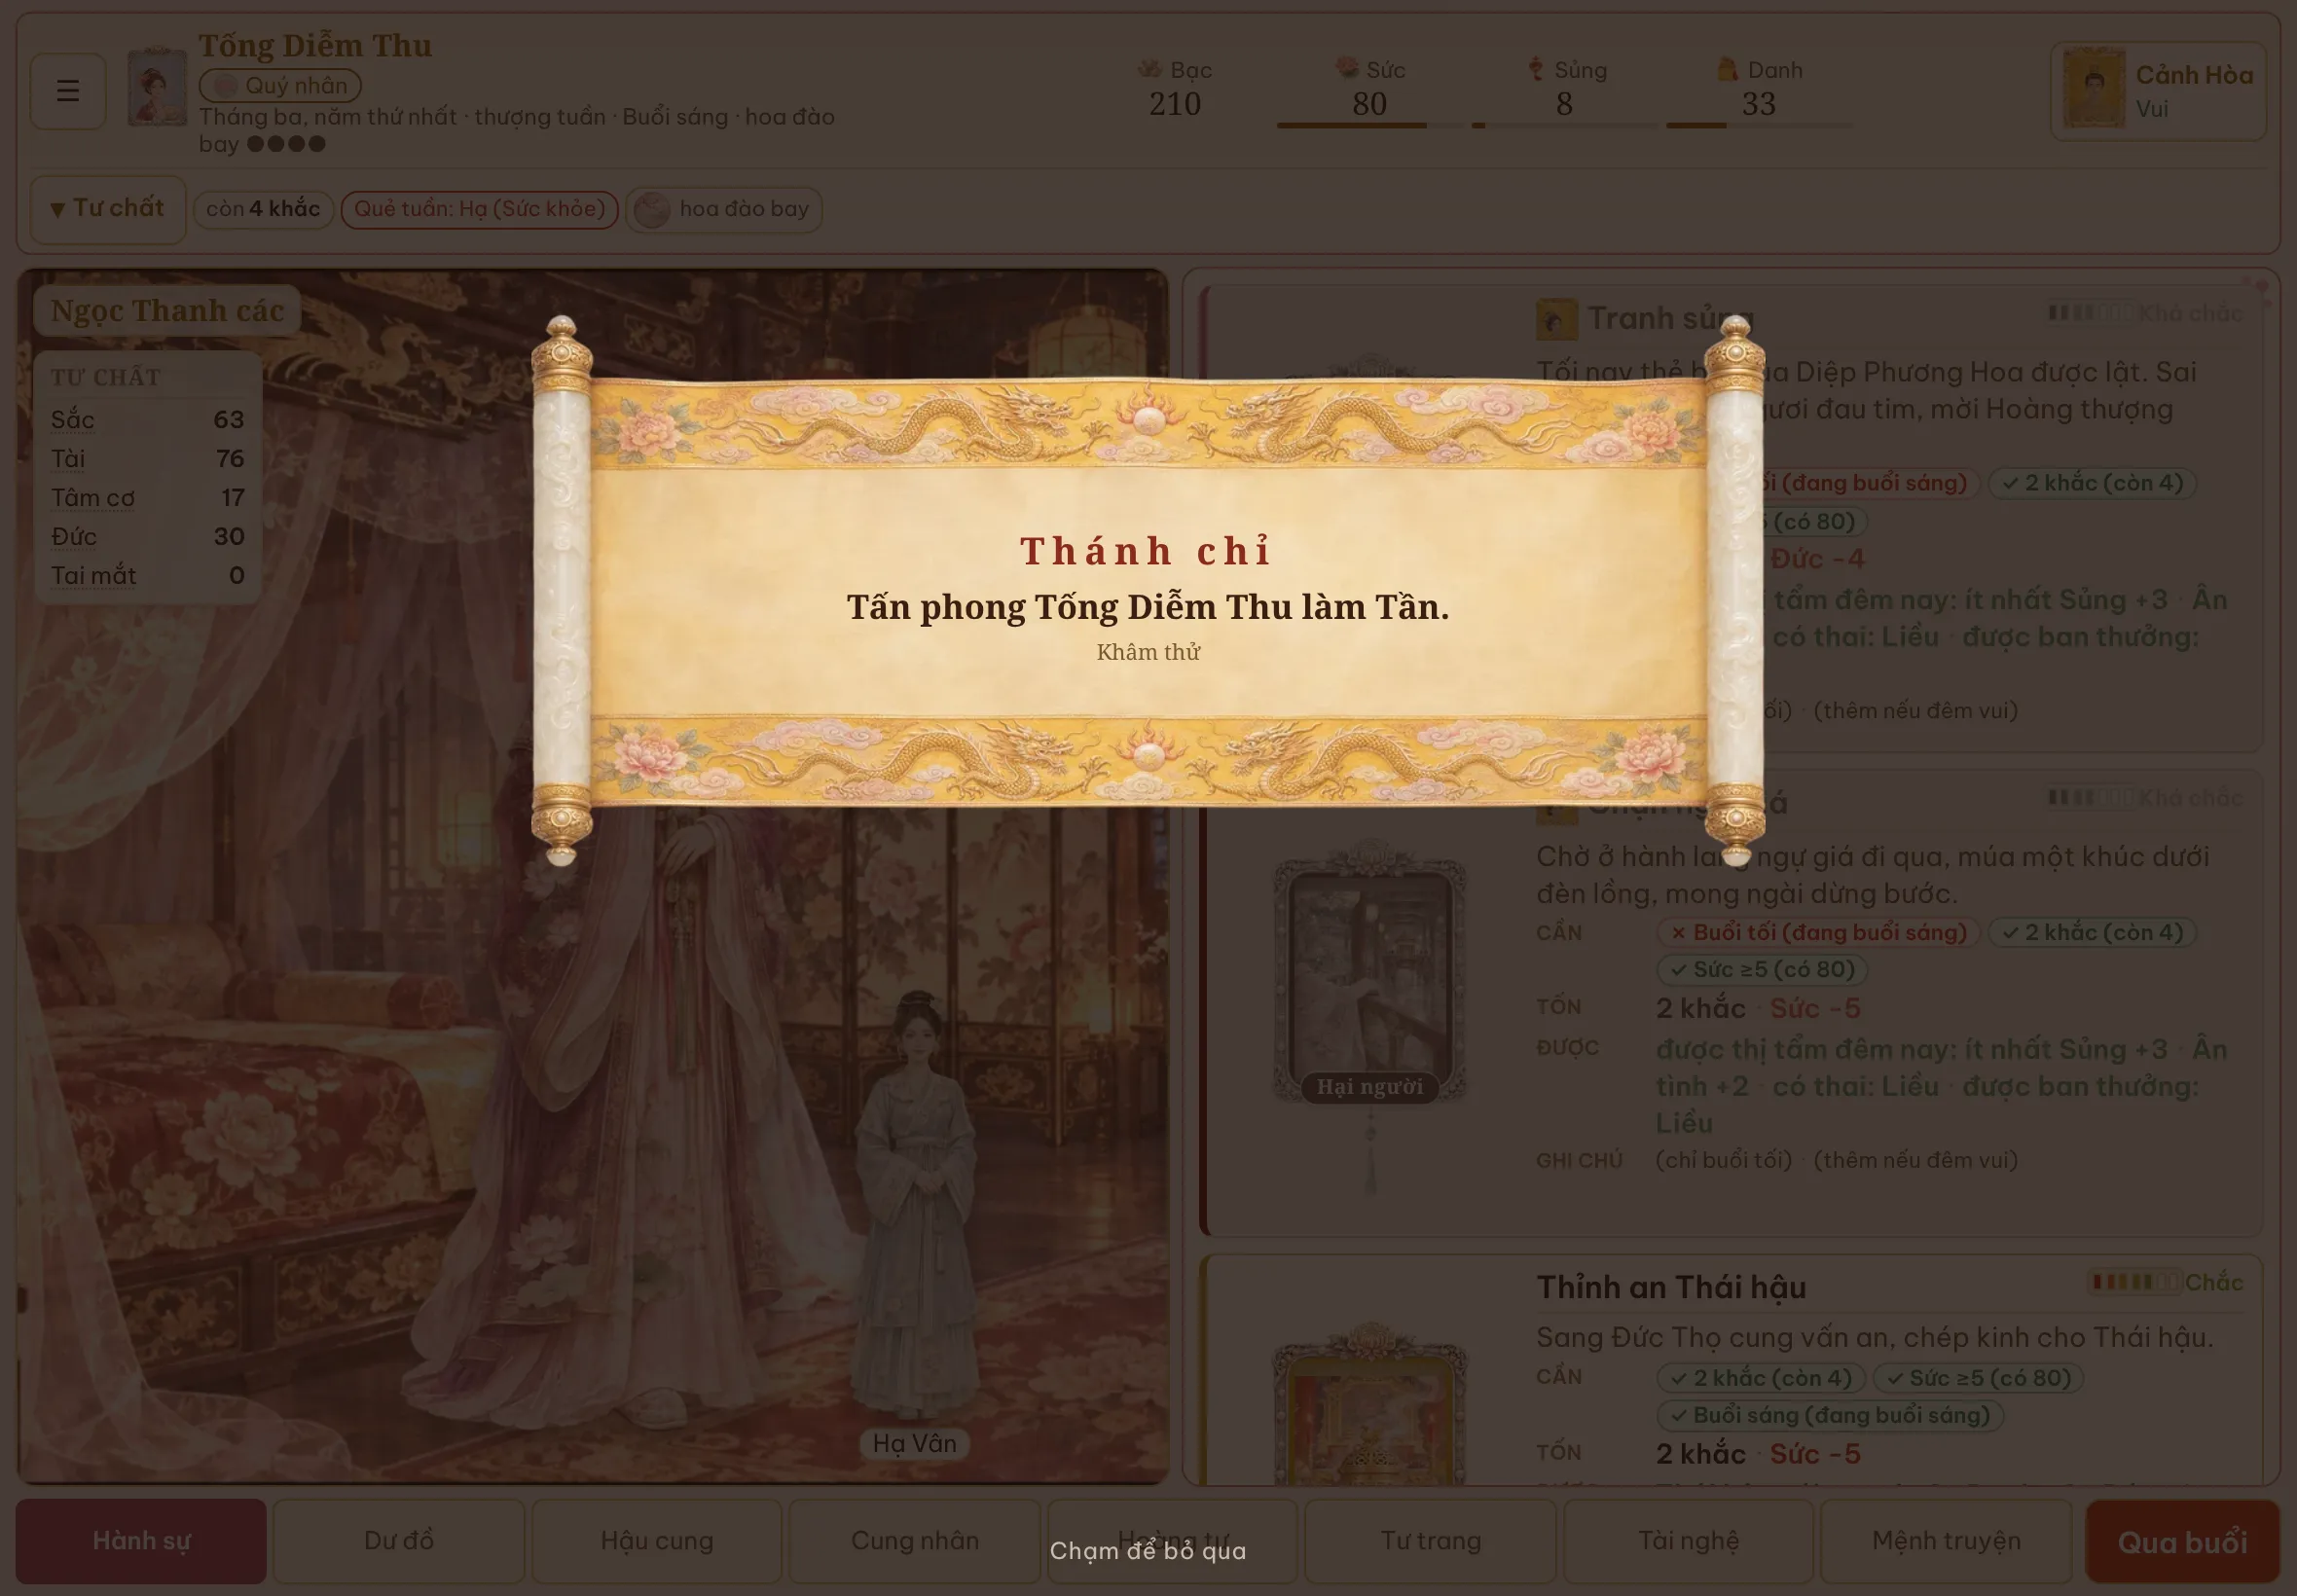 ☰
Tống Diễm Thu
Quý nhân
Tháng ba, năm thứ nhất · thượng tuần · Buổi sáng · hoa đào
bay
Bạc
210
Sức
80
Sủng
8
Danh
33
Cảnh Hòa
Vui
▼ Tư chất
còn 4 khắc
Quẻ tuần: Hạ (Sức khỏe)
hoa đào bay
Ngọc Thanh các
TƯ CHẤT
Sắc 63
Tài 76
Tâm cơ 17
Đức 30
Tai mắt 0
Hạ Vân
Thánh chỉ
Tấn phong Tống Diễm Thu làm Tần.
Khâm thử
Tranh sủng
Khá chắc
Tối nay thẻ
Diệp Phương Hoa được lật. Sai
đau tim, mời Hoàng thượng
(đang buổi sáng) ✓ 2 khắc (còn 4)
(có 80)
Đức -4
tẩm đêm nay: ít nhất Sủng +3 · Ân
có thai: Liều · được ban thưởng:
(thêm nếu đêm vui)
Khá chắc
Chờ ở hành lang ngự giá đi qua, múa một khúc dưới
đèn lồng, mong ngài dừng bước.
Hại người
CẦN × Buổi tối (đang buổi sáng) ✓ 2 khắc (còn 4)
✓ Sức ≥5 (có 80)
TỐN 2 khắc · Sức -5
ĐƯỢC được thị tẩm đêm nay: ít nhất Sủng +3 · Ân
tình +2 · có thai: Liều · được ban thưởng:
Liều
GHI CHÚ (chỉ buổi tối) · (thêm nếu đêm vui)
Thỉnh an Thái hậu
Chắc
Sang Đức Thọ cung vấn an, chép kinh cho Thái hậu.
CẦN ✓ 2 khắc (còn 4) ✓ Sức ≥5 (có 80)
✓ Buổi sáng (đang buổi sáng)
TỐN 2 khắc · Sức -5
Hành sự
Dư đồ
Hậu cung
Cung nhân
Hoàng tự
Chạm để bỏ qua
Tư trang
Tài nghệ
Mệnh truyện
Qua buổi